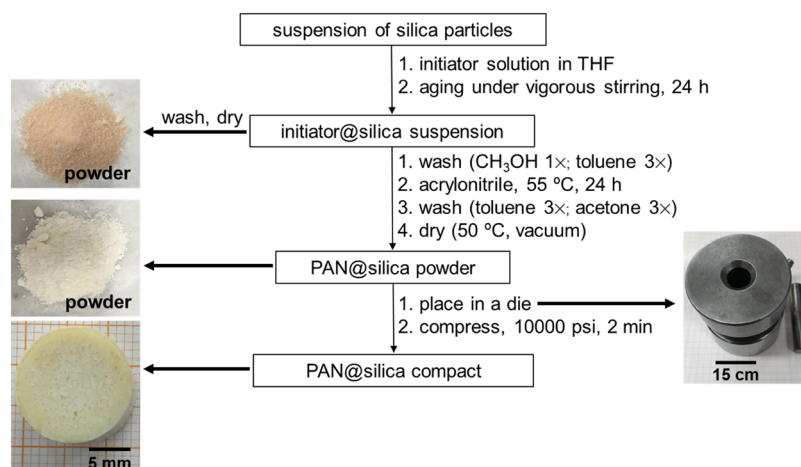 suspension of silica particles
1. initiator solution in THF
2. aging under vigorous stirring, 24 h
wash, dry
initiator@silica suspension
powder
1. wash (CH₃OH 1×; toluene 3×)
2. acrylonitrile, 55 ºC, 24 h
3. wash (toluene 3×; acetone 3×)
4. dry (50 ºC, vacuum)
PAN@silica powder
powder
1. place in a die
2. compress, 10000 psi, 2 min
15 cm
PAN@silica compact
5 mm